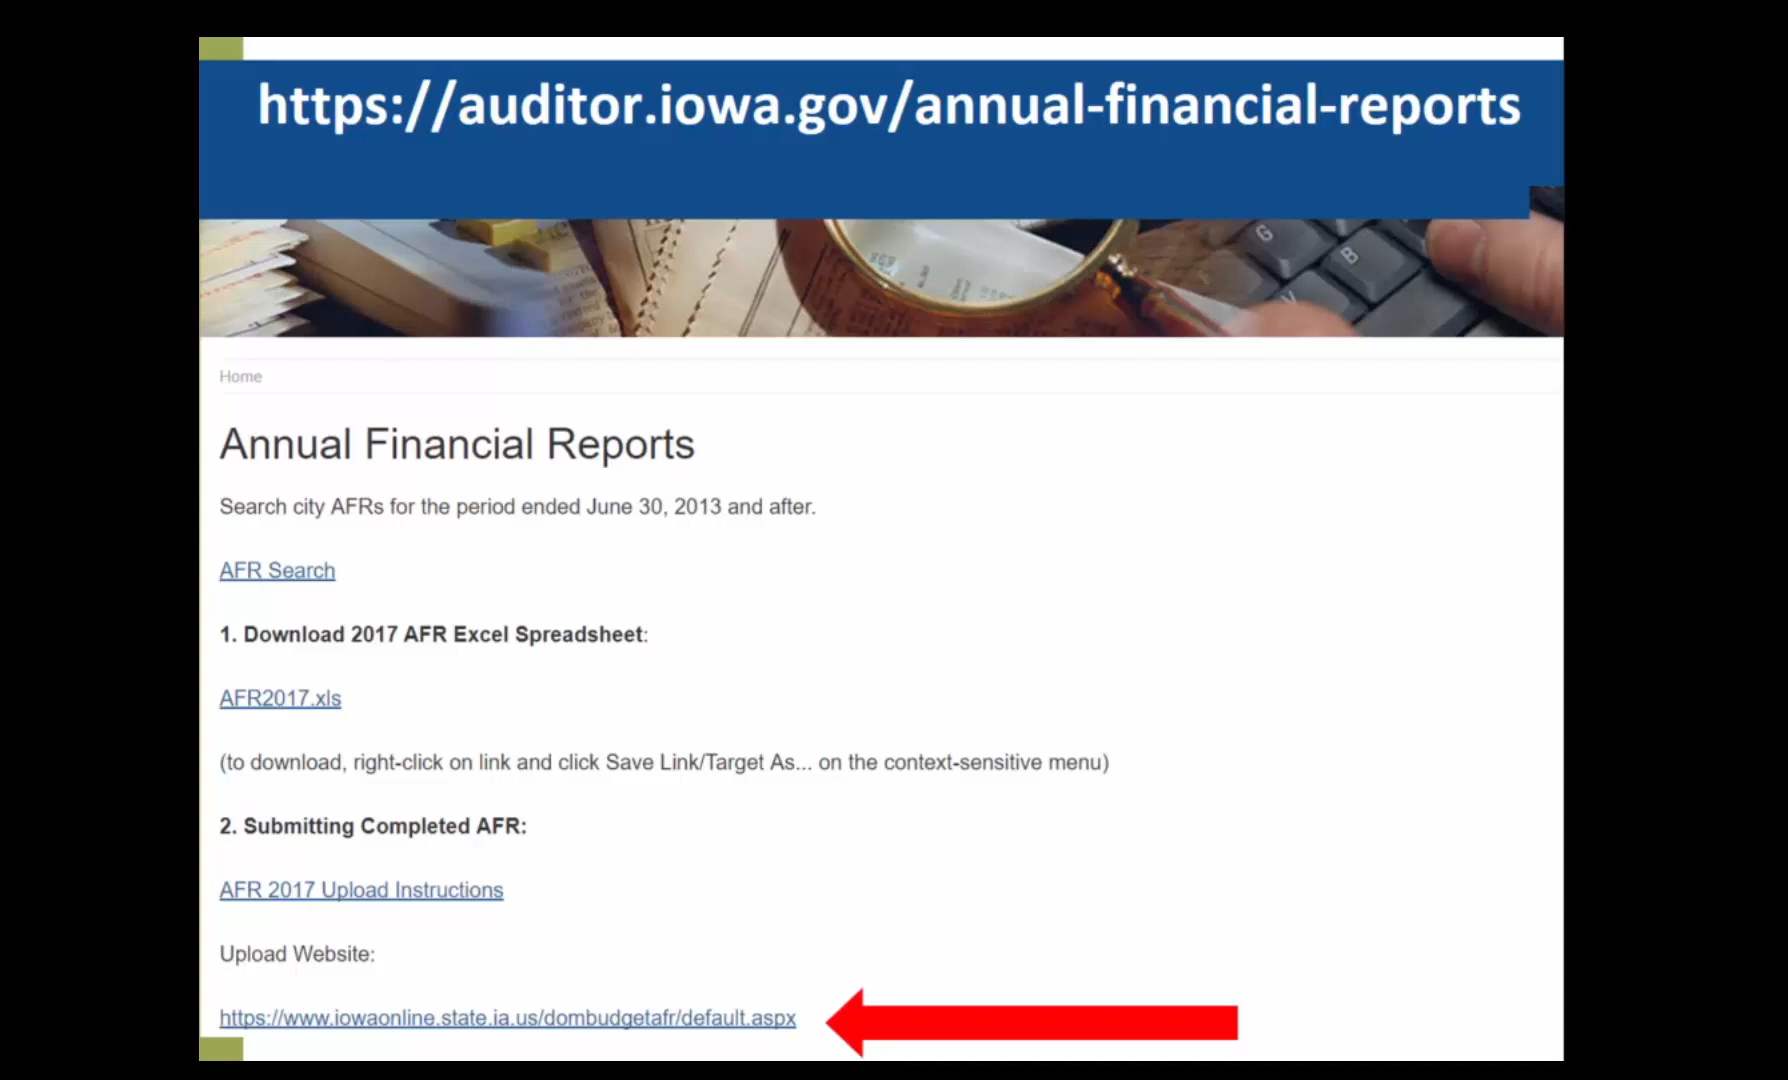 https://auditor.iowa.gov/annual-financial-reports
G
B
V
Home
Annual Financial Reports
Search city AFRs for the period ended June 30, 2013 and after.
AFR Search
1. Download 2017 AFR Excel Spreadsheet:
AFR2017.xls
(to download, right-click on link and click Save Link/Target As... on the context-sensitive menu)
2. Submitting Completed AFR:
AFR 2017 Upload Instructions
Upload Website:
https://www.iowaonline.state.ia.us/dombudgetafr/default.aspx